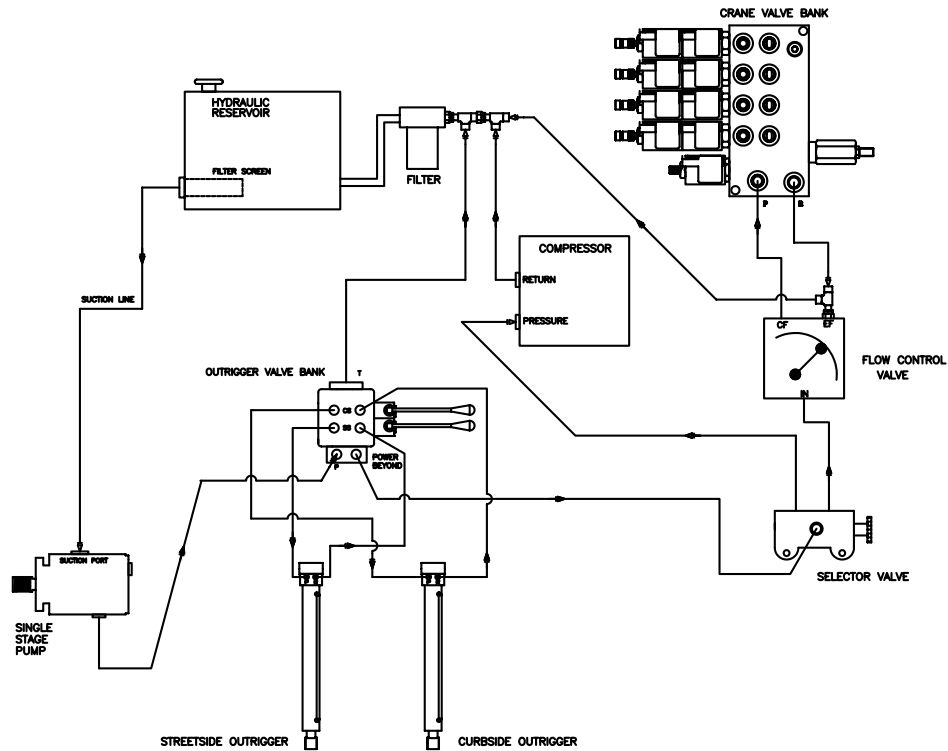 CRANE VALVE BANK
HYDRAULIC
RESERVOIR
FILTER SCREEN
FILTER
P
R
COMPRESSOR
RETURN
PRESSURE
SUCTION LINE
CF
EF
IN
FLOW CONTROL
VALVE
OUTRIGGER VALVE BANK
T
CS
SS
P
POWER
BEYOND
SUCTION PORT
SELECTOR VALVE
SINGLE
STAGE
PUMP
STREETSIDE OUTRIGGER
CURBSIDE OUTRIGGER